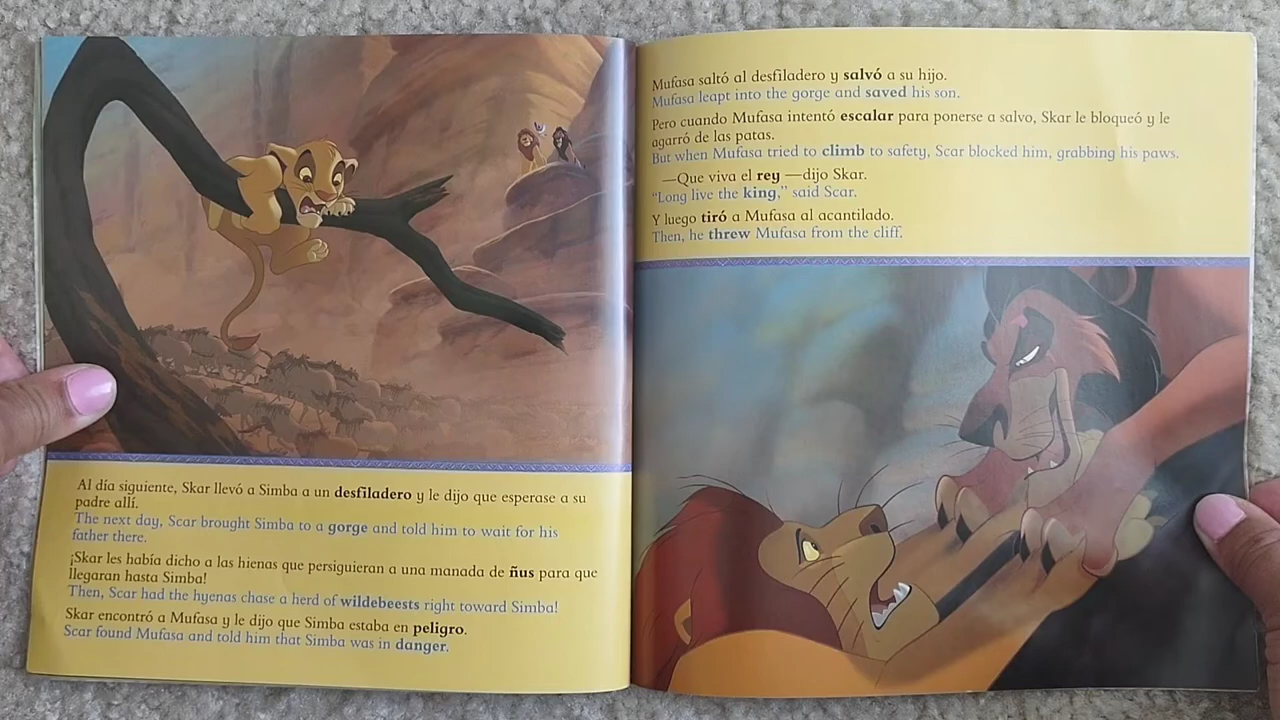 Al día siguiente, Skar llevó a Simba a un desfiladero y le dijo que esperase a su
padre allí.
The next day, Scar brought Simba to a gorge and told him to wait for his
father there.
¡Skar les había dicho a las hienas que persiguieran a una manada de ñus para que
llegaran hasta Simba!
Then, Scar had the hyenas chase a herd of wildebeests right toward Simba!
Skar encontró a Mufasa y le dijo que Simba estaba en peligro.
Scar found Mufasa and told him that Simba was in danger.
Mufasa saltó al desfiladero y salvó a su hijo.
Mufasa leapt into the gorge and saved his son.
Pero cuando Mufasa intentó escalar para ponerse a salvo, Skar le bloqueó y le
agarró de las patas.
But when Mufasa tried to climb to safety, Scar blocked him, grabbing his paws.
—Que viva el rey —dijo Skar.
“Long live the king,” said Scar.
Y luego tiró a Mufasa al acantilado.
Then, he threw Mufasa from the cliff.